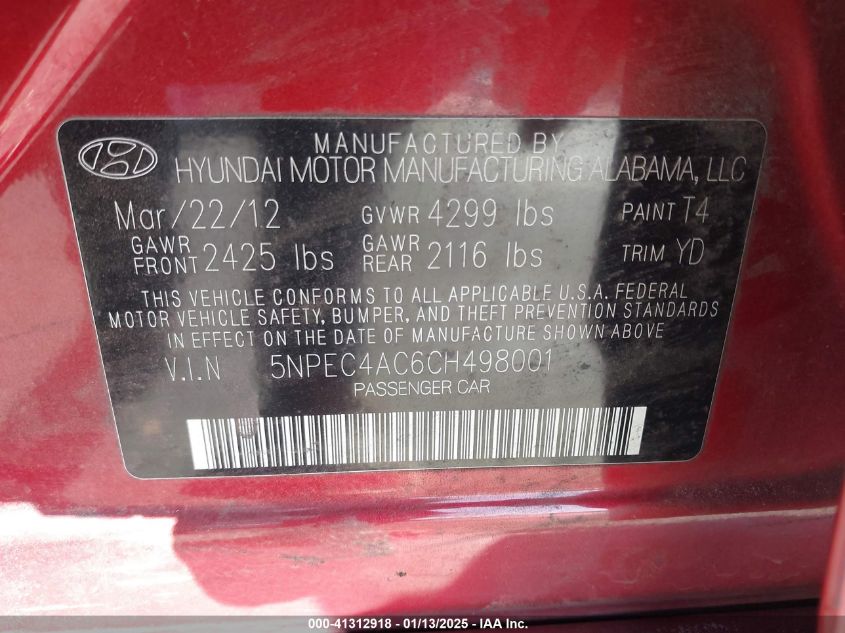 MANUFACTURED BY
HYUNDAI MOTOR MANUFACTURING ALABAMA, LLC
Mar/22/12 GVWR 4299 lbs PAINT T4
GAWR FRONT 2425 lbs GAWR REAR 2116 lbs TRIM YD
THIS VEHICLE CONFORMS TO ALL APPLICABLE U.S.A. FEDERAL
MOTOR VEHICLE SAFETY, BUMPER, AND THEFT PREVENTION STANDARDS
IN EFFECT ON THE DATE OF MANUFACTURE SHOWN ABOVE
V.I.N 5NPEC4AC6CH498001
PASSENGER CAR
000-41312918 - 01/13/2025 - IAA Inc.